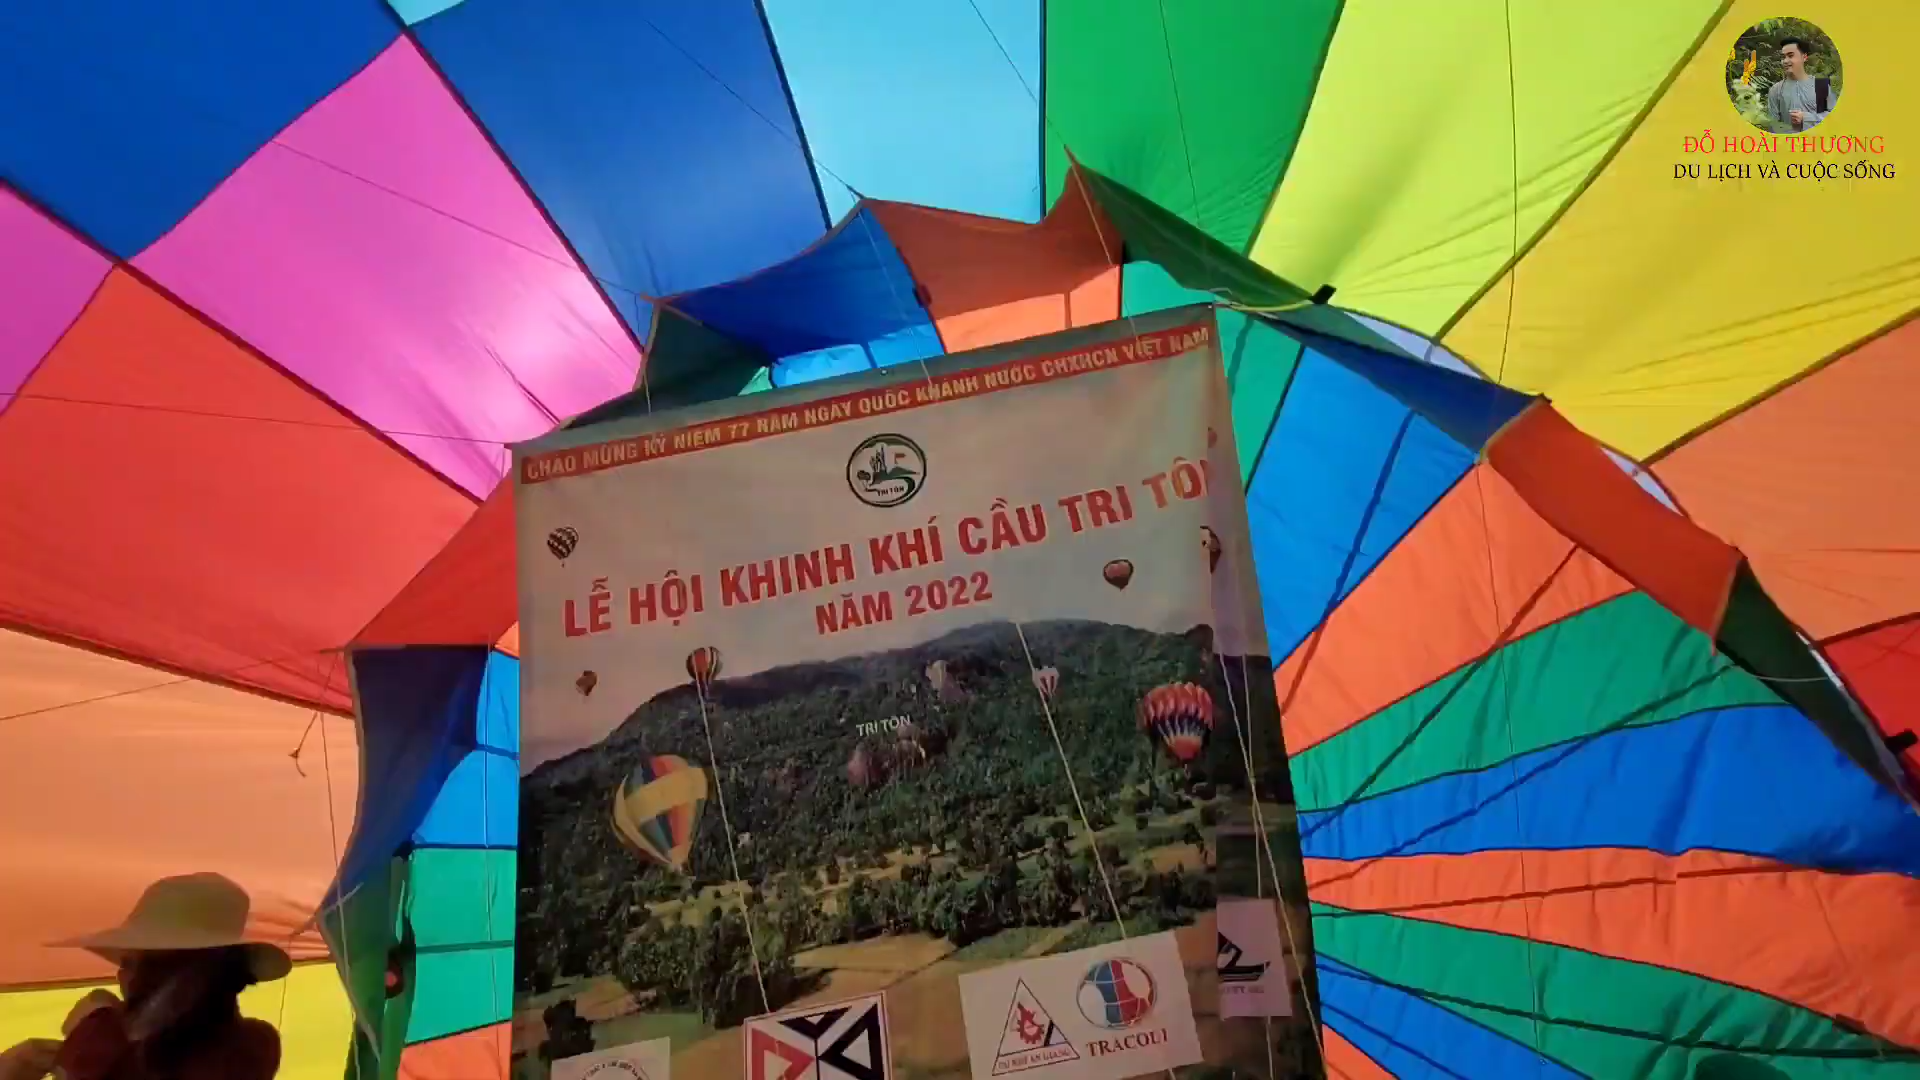 ĐỖ HOÀI THƯƠNG
DU LỊCH VÀ CUỘC SỐNG
CHÀO MỪNG KỶ NIỆM 77 NĂM NGÀY QUỐC KHÁNH NƯỚC CHXHCN VIỆT NAM
TRI TÔN
LỄ HỘI KHINH KHÍ CẦU TRI TÔN
NĂM 2022
TRI TÔN
TRACODI